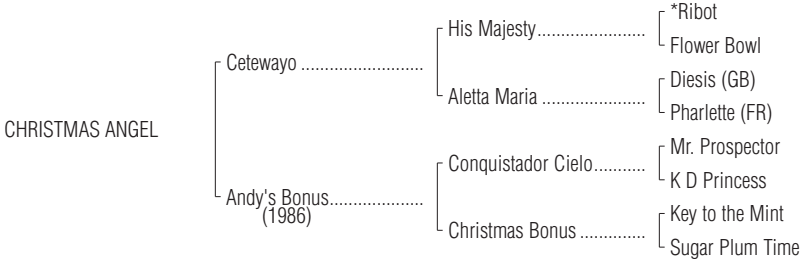 *Ribot
His Majesty.......................
Flower Bowl
Cetewayo ..........................
Diesis (GB)
Aletta Maria ......................
Pharlette (FR)
CHRISTMAS ANGEL
Mr. Prospector
Conquistador Cielo...........
K D Princess
Andy's Bonus....................
(1986)
Key to the Mint
Christmas Bonus ..............
Sugar Plum Time